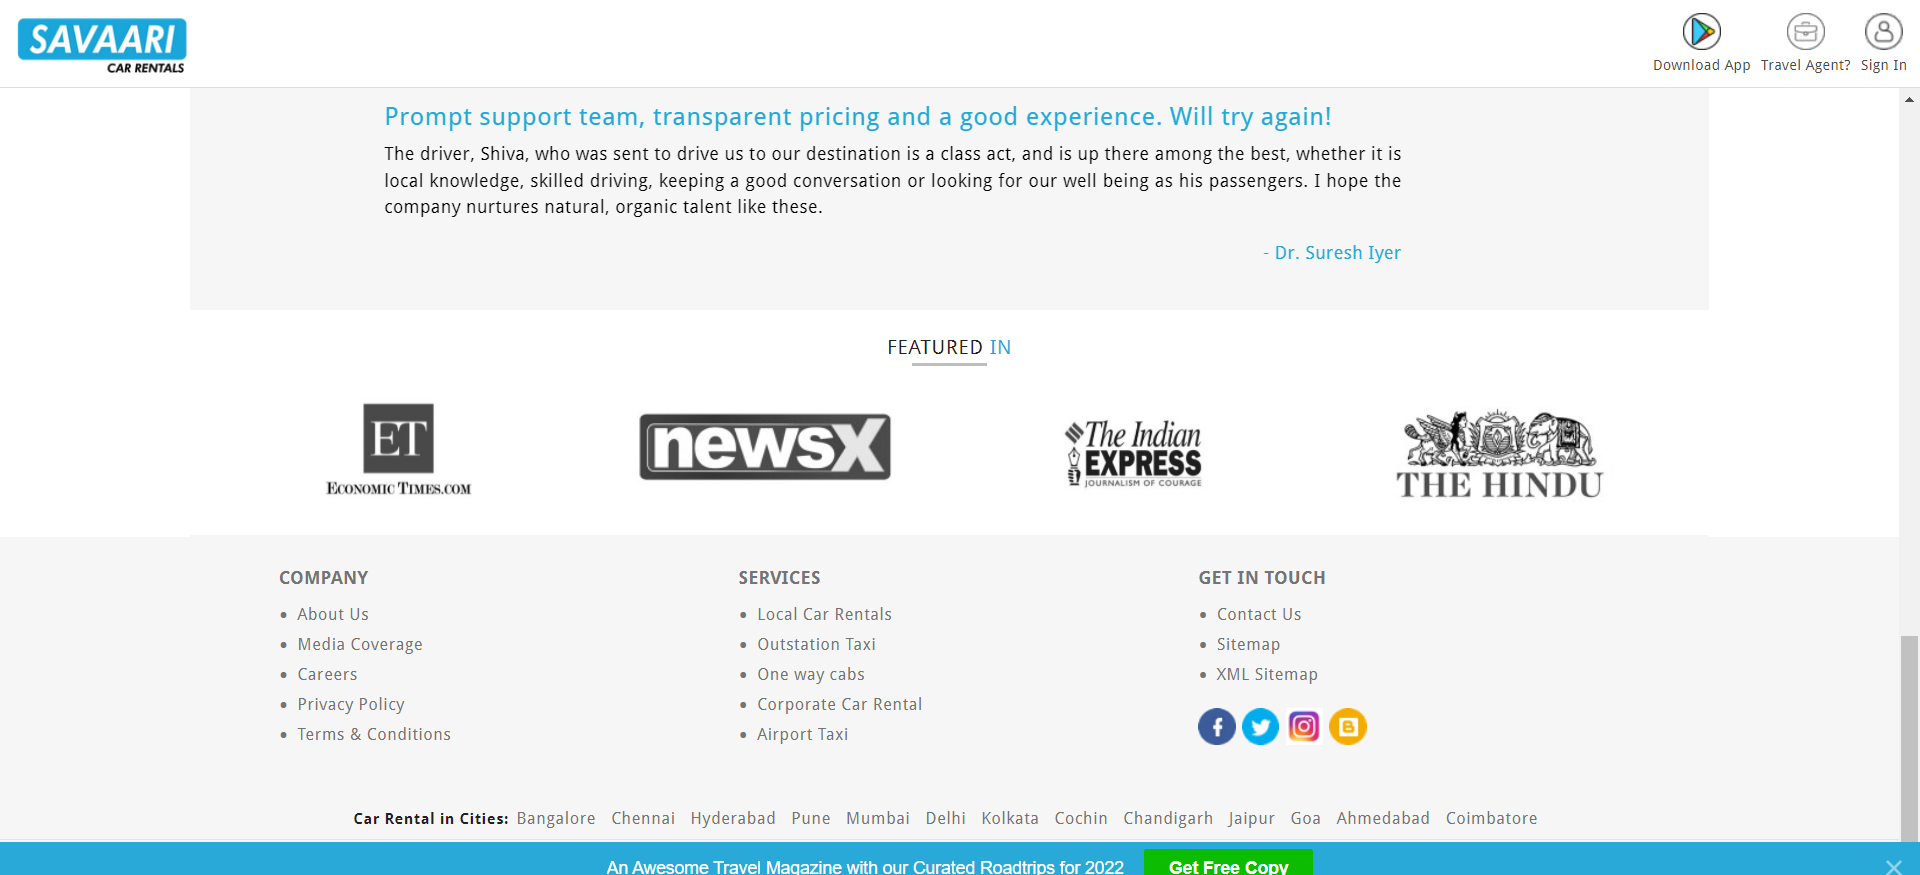 SAVAARI
CAR RENTALS
Download App
Travel Agent?
Sign In
Prompt support team, transparent pricing and a good experience. Will try again!
The driver, Shiva, who was sent to drive us to our destination is a class act, and is up there among the best, whether it is
local knowledge, skilled driving, keeping a good conversation or looking for our well being as his passengers. I hope the
company nurtures natural, organic talent like these.
- Dr. Suresh Iyer
FEATURED IN
ET
ECONOMIC TIMES.COM
newsX
The Indian
EXPRESS
JOURNALISM OF COURAGE
THE HINDU
COMPANY
About Us
Media Coverage
Careers
Privacy Policy
Terms & Conditions
SERVICES
Local Car Rentals
Outstation Taxi
One way cabs
Corporate Car Rental
Airport Taxi
GET IN TOUCH
Contact Us
Sitemap
XML Sitemap
Car Rental in Cities: Bangalore Chennai Hyderabad Pune Mumbai Delhi Kolkata Cochin Chandigarh Jaipur Goa Ahmedabad Coimbatore
An Awesome Travel Magazine with our Curated Roadtrips for 2022
Get Free Copy